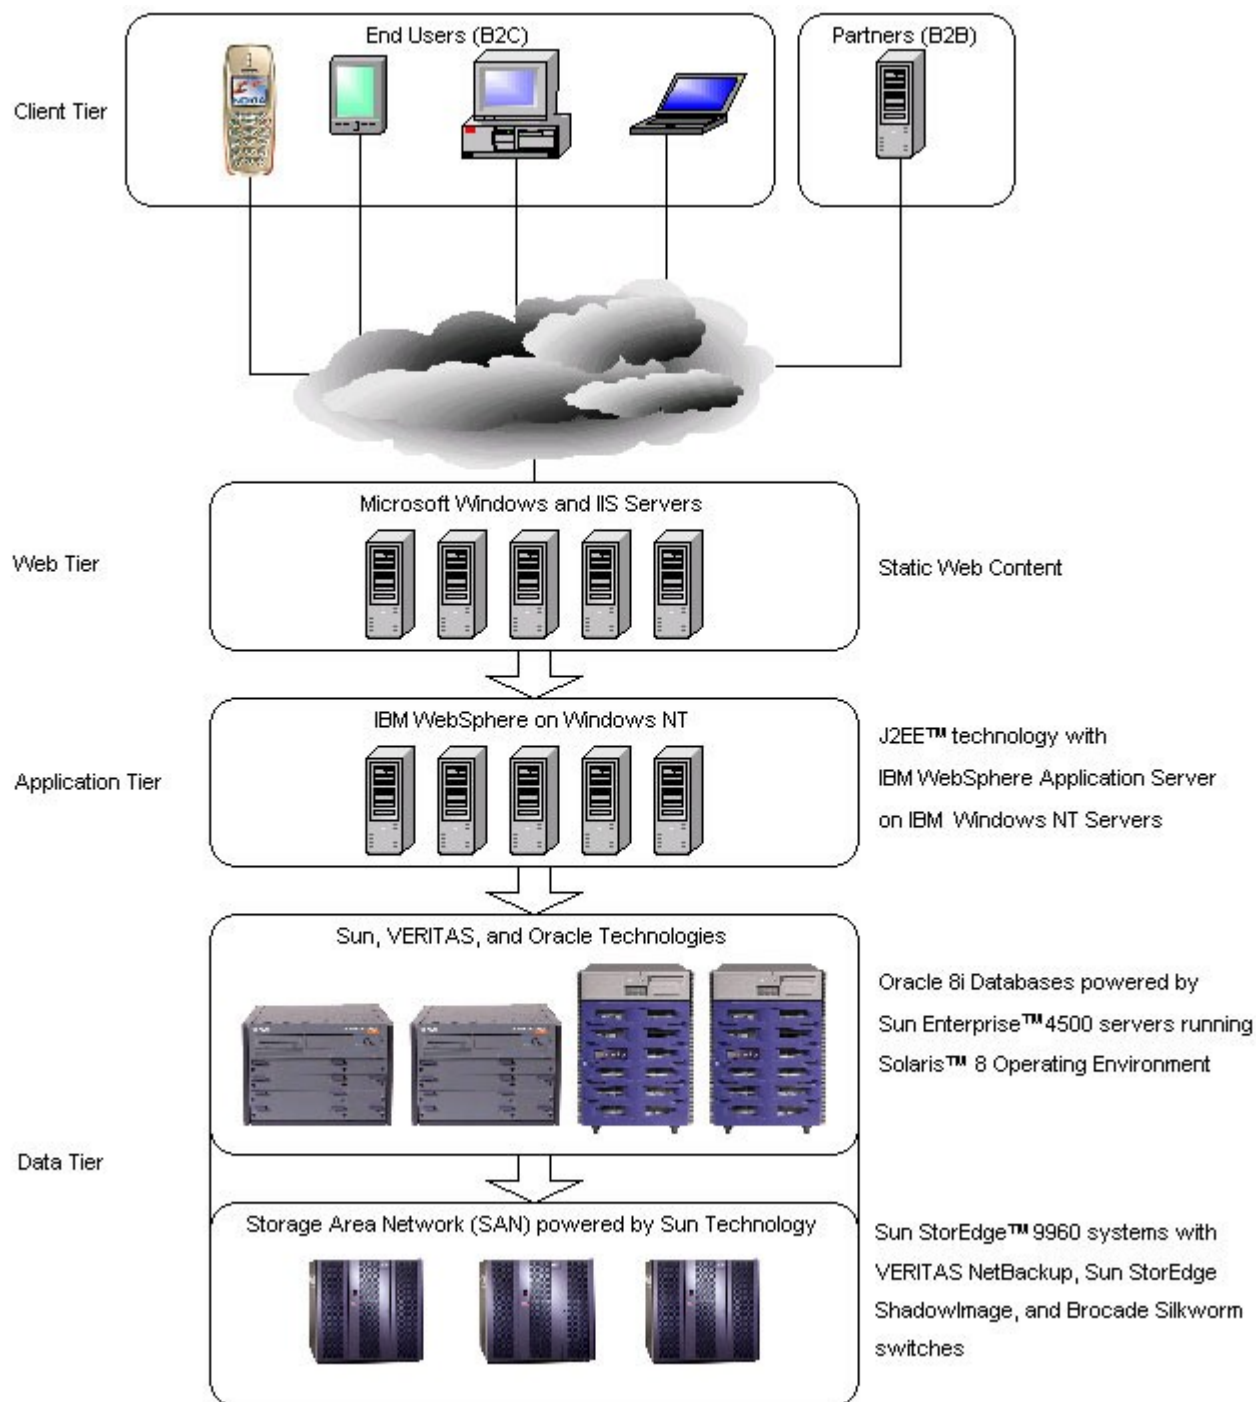 End Users (B2C)
Partners (B2B)
Client Tier
NOKIA
Microsoft Windows and IIS Servers
Web Tier
Static Web Content
IBM WebSphere on Windows NT
Application Tier
J2EE™ technology with
IBM WebSphere Application Server
on IBM Windows NT Servers
Sun, VERITAS, and Oracle Technologies
Oracle 8i Databases powered by
Sun Enterprise™ 4500 servers running
Solaris™ 8 Operating Environment
Data Tier
Storage Area Network (SAN) powered by Sun Technology
Sun StorEdge™ 9960 systems with
VERITAS NetBackup, Sun StorEdge
ShadowImage, and Brocade Silkworm
switches